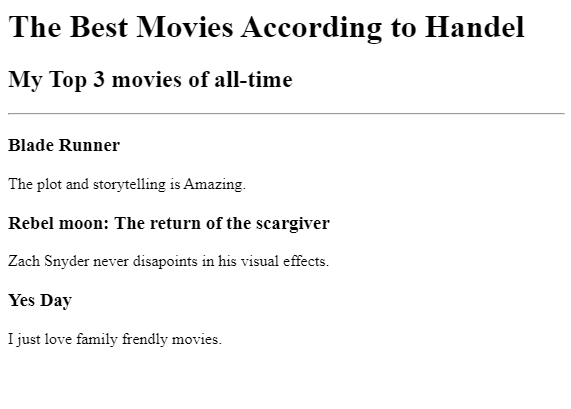 The Best Movies According to Handel
My Top 3 movies of all-time
Blade Runner
The plot and storytelling is Amazing.
Rebel moon: The return of the scargiver
Zach Snyder never disapoints in his visual effects.
Yes Day
I just love family frendly movies.